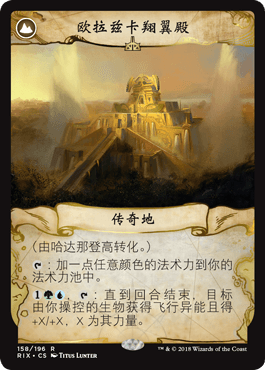 欧拉兹卡翔翼殿
传奇地
（由哈达那登高转化。）
：加一点任意颜色的法术力到你的
法术力池中。
1，：直到回合结束，目标
由你操控的生物获得飞行异能且得
+X/+X，X 为其力量。
158/196 R
RIX • CS TITUS LUNTER
™ & © 2018 Wizards of the Coast